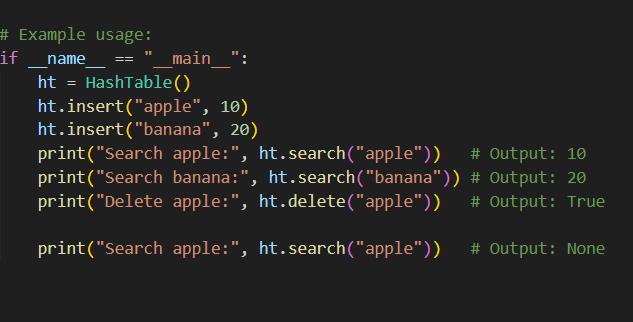 # Example usage:
if __name__ == "__main__":
    ht = HashTable()
    ht.insert("apple", 10)
    ht.insert("banana", 20)
    print("Search apple:", ht.search("apple"))   # Output: 10
    print("Search banana:", ht.search("banana")) # Output: 20
    print("Delete apple:", ht.delete("apple"))   # Output: True
    print("Search apple:", ht.search("apple"))   # Output: None